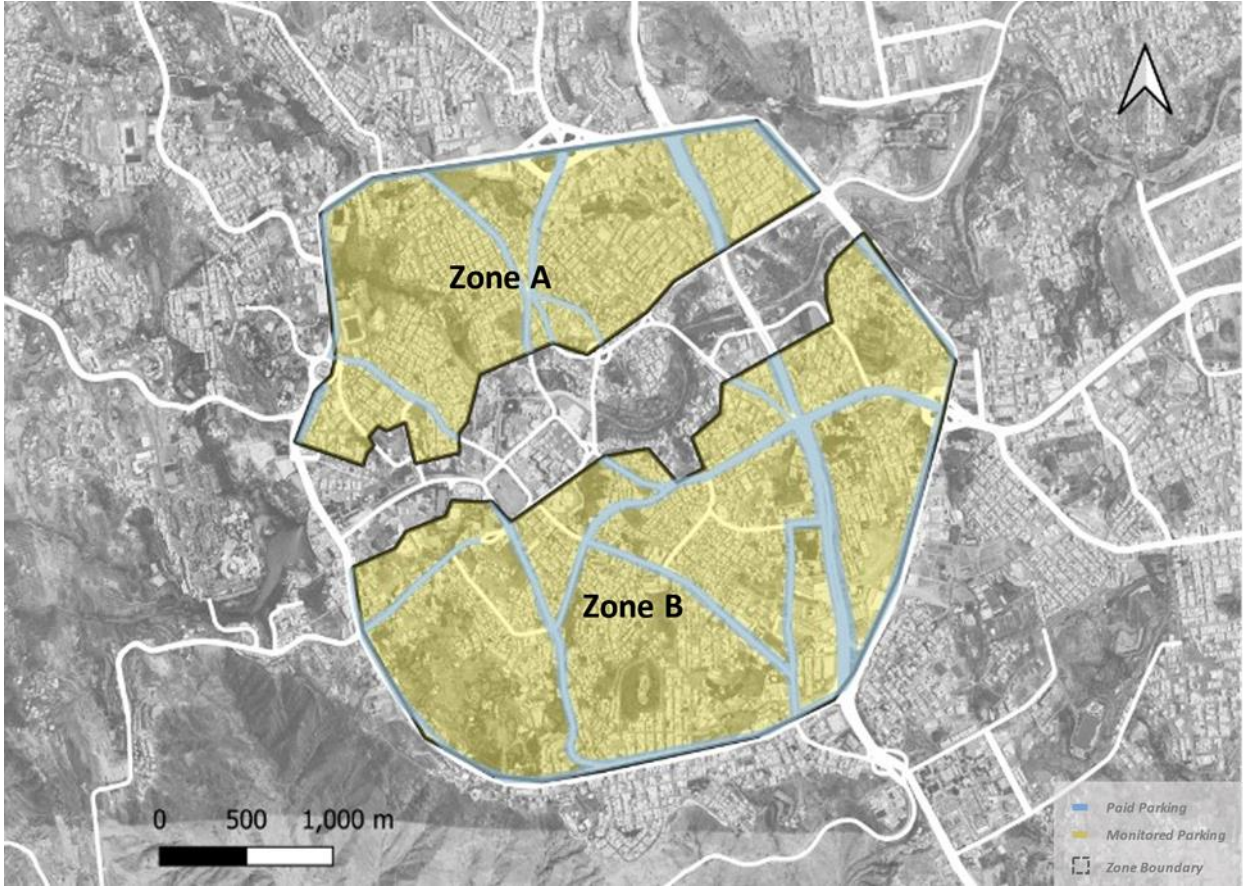 Zone A
Zone B
0 500 1,000 m
Paid Parking
Monitored Parking
Zone Boundary